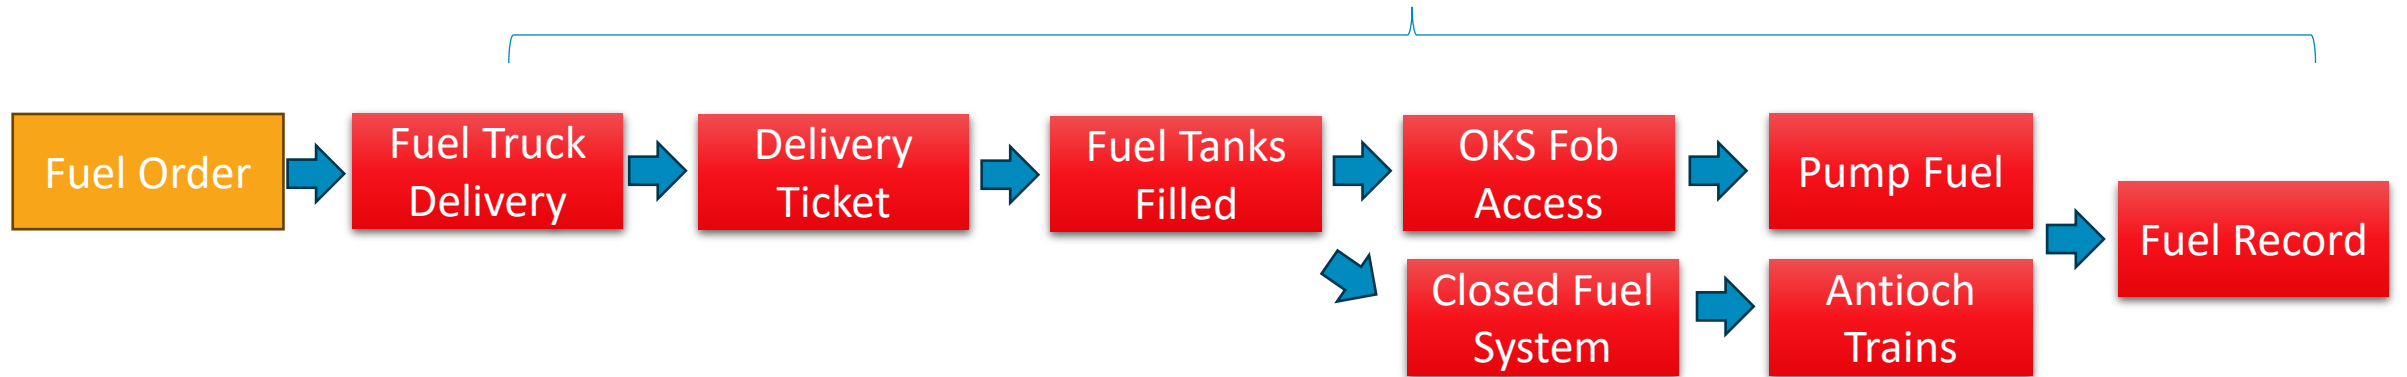 Fuel Order
Fuel Truck
Delivery
Delivery
Ticket
Fuel Tanks
Filled
OKS Fob
Access
Pump Fuel
Closed Fuel
System
Antioch
Trains
Fuel Record